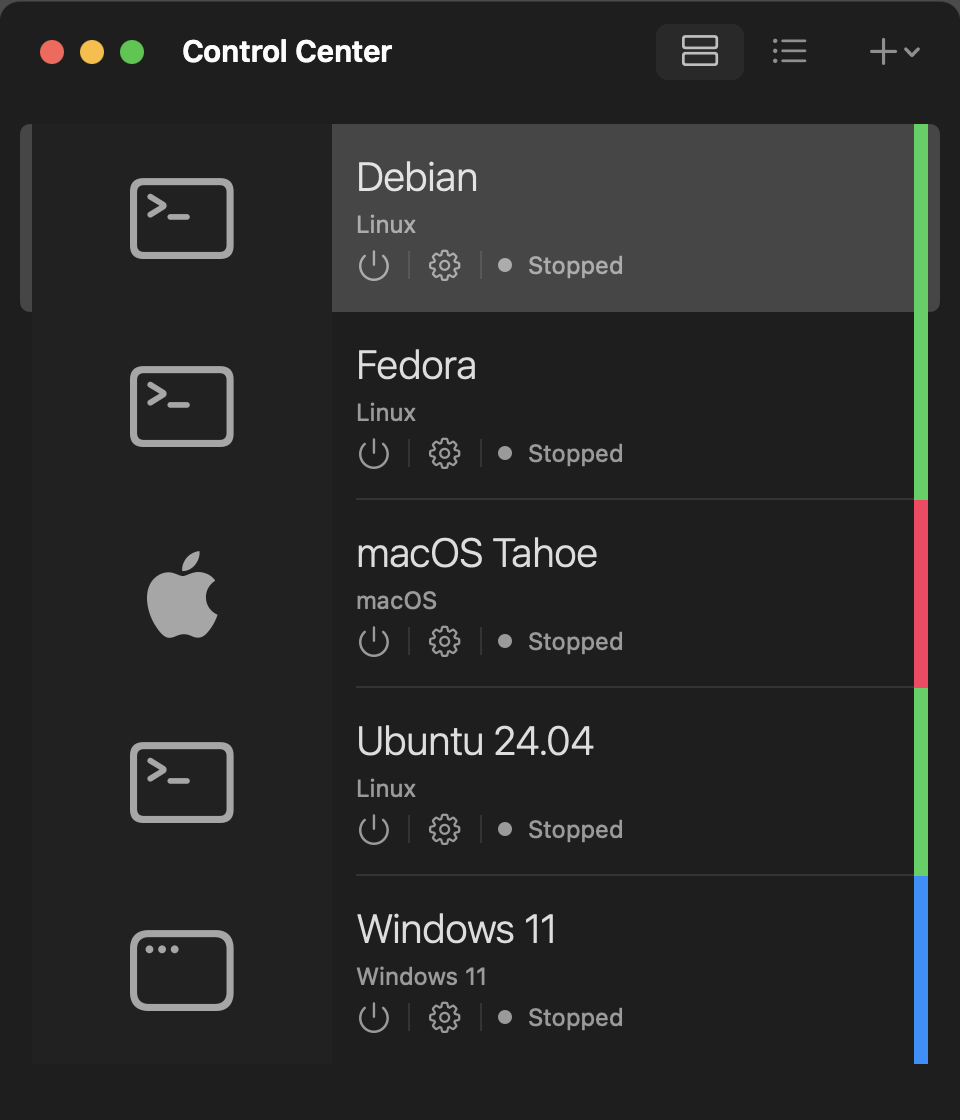 Control Center
Debian
Linux
Stopped
Fedora
Linux
Stopped
macOS Tahoe
macOS
Stopped
Ubuntu 24.04
Linux
Stopped
Windows 11
Windows 11
Stopped